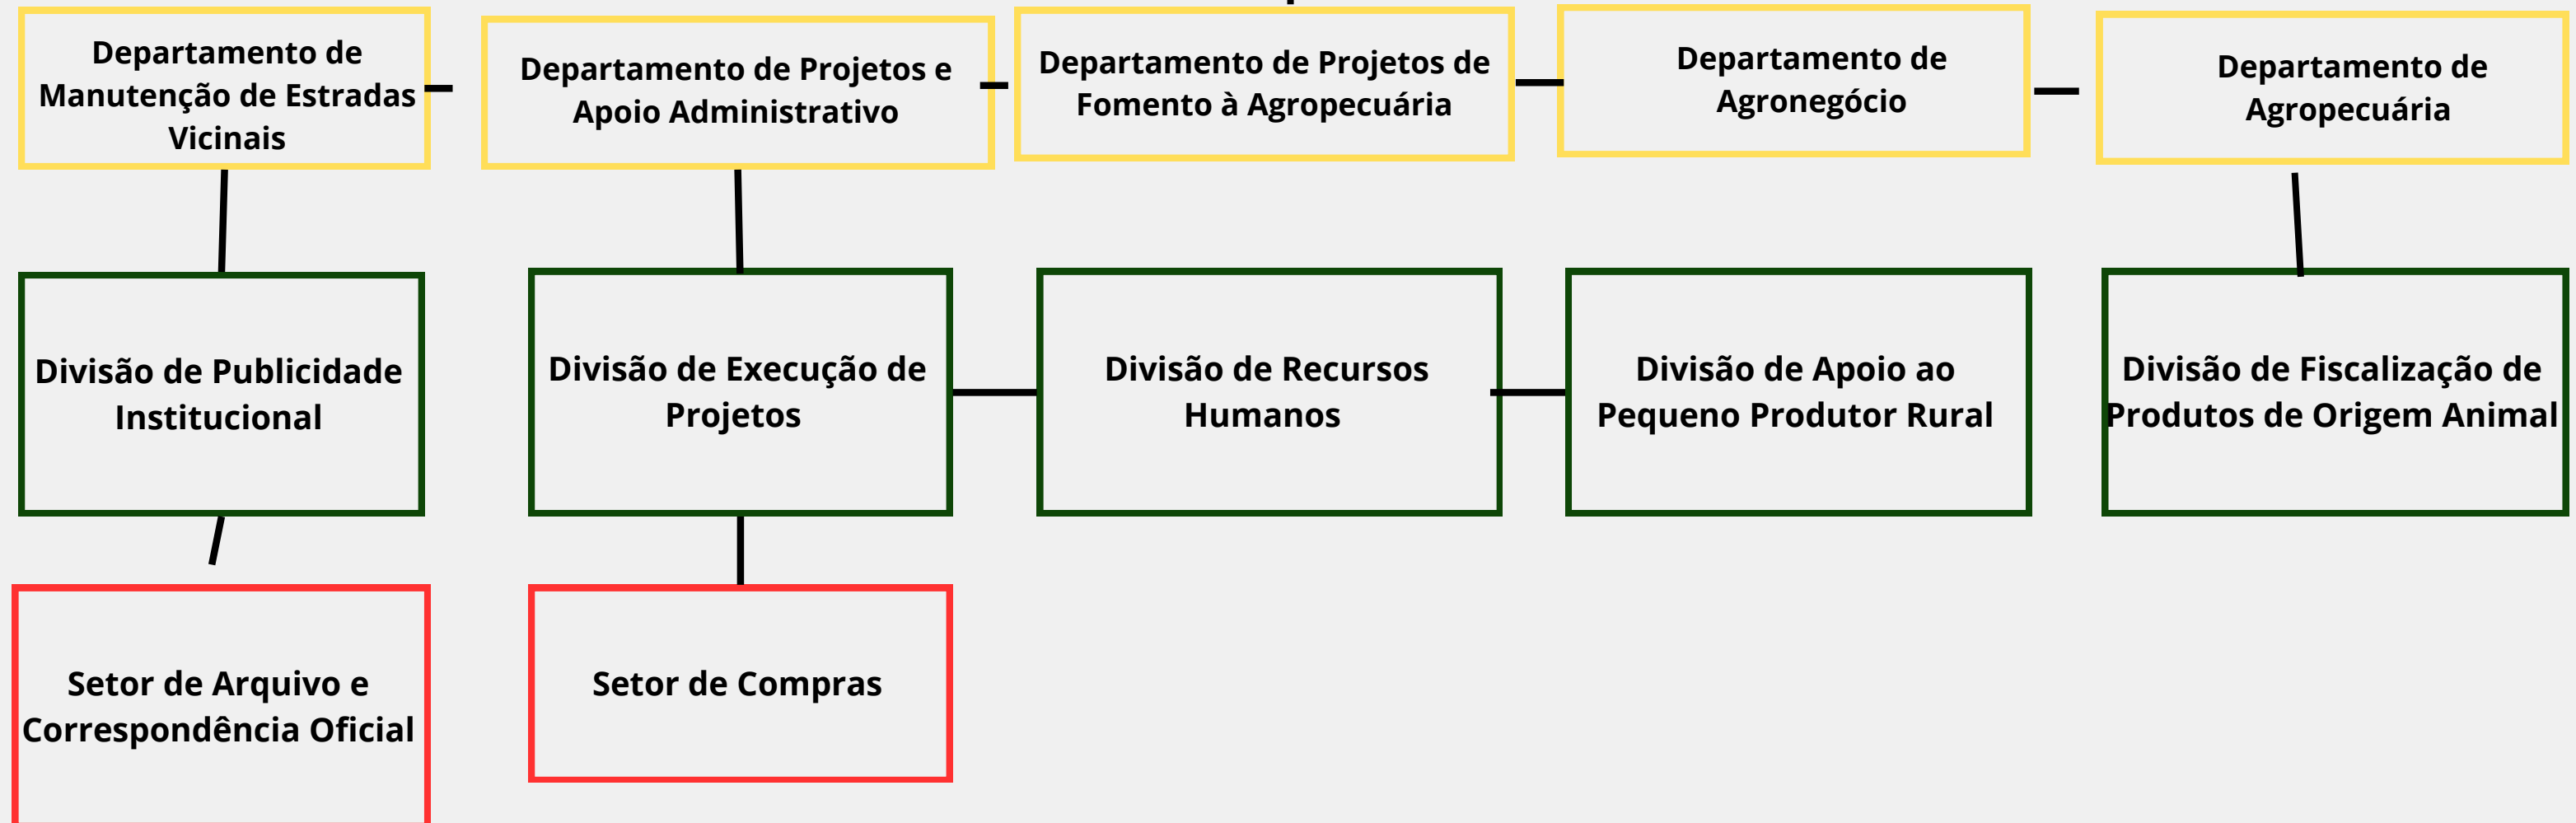 Departamento de
Manutenção de Estradas
Vicinais
Departamento de Projetos e
Apoio Administrativo
Departamento de Projetos de
Fomento à Agropecuária
Departamento de
Agronegócio
Departamento de
Agropecuária
Divisão de Publicidade
Institucional
Divisão de Execução de
Projetos
Divisão de Recursos
Humanos
Divisão de Apoio ao
Pequeno Produtor Rural
Divisão de Fiscalização de
Produtos de Origem Animal
Setor de Arquivo e
Correspondência Oficial
Setor de Compras